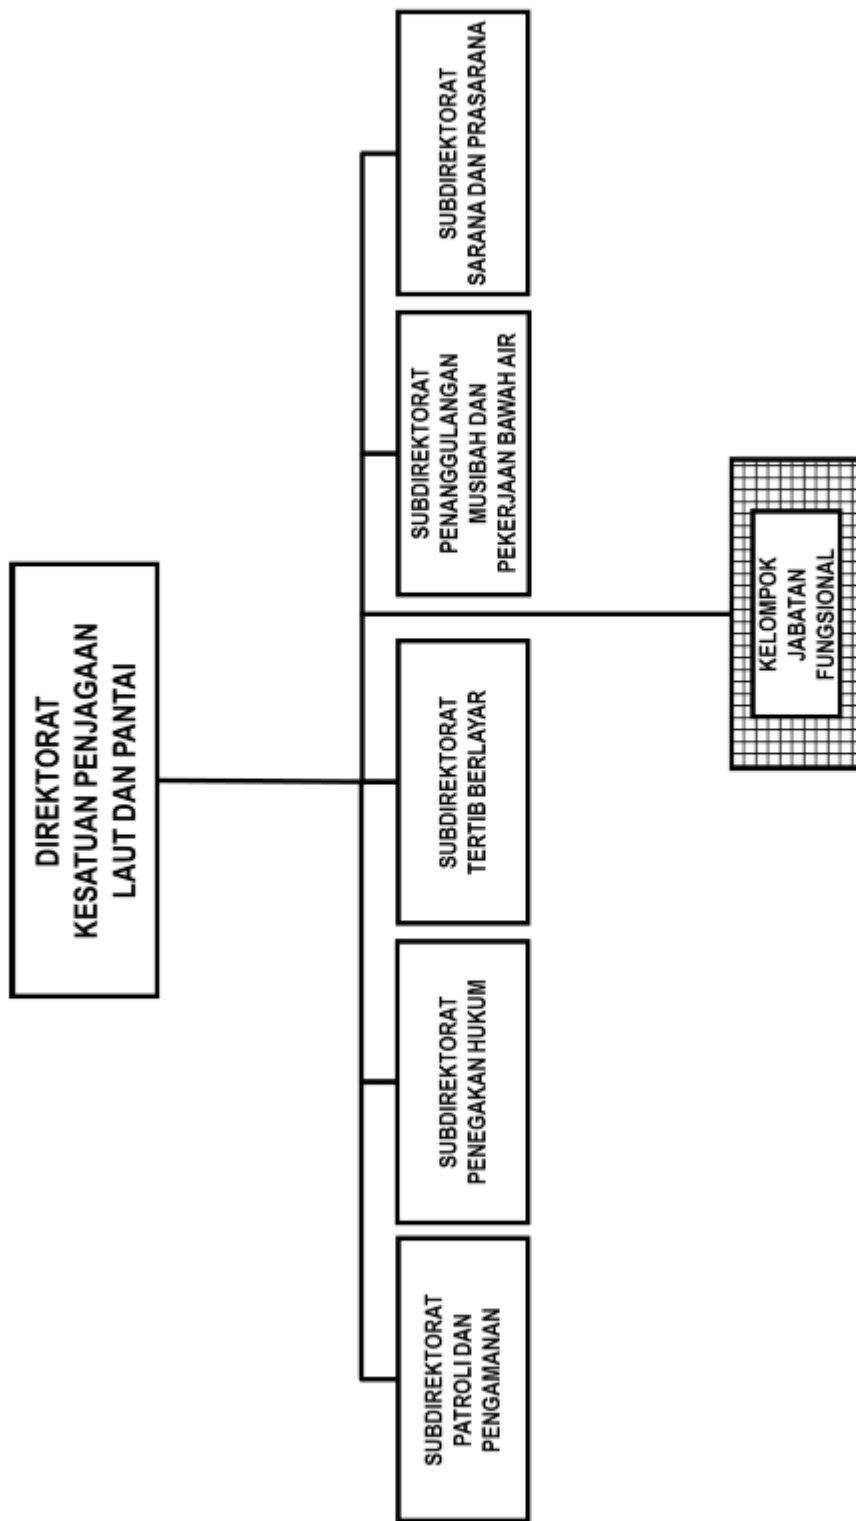 DIREKTORAT
KESATUAN PENJAGAAN
LAUT DAN PANTAI
SUBDIREKTORAT
PATROLI DAN
PENGAMANAN
SUBDIREKTORAT
PENEGAKAN HUKUM
SUBDIREKTORAT
TERTIB BERLAYAR
SUBDIREKTORAT
PENANGGULANGAN
MUSIBAH DAN
PEKERJAAN BAWAH AIR
SUBDIREKTORAT
SARANA DAN PRASARANA
KELOMPOK
JABATAN
FUNGSIONAL